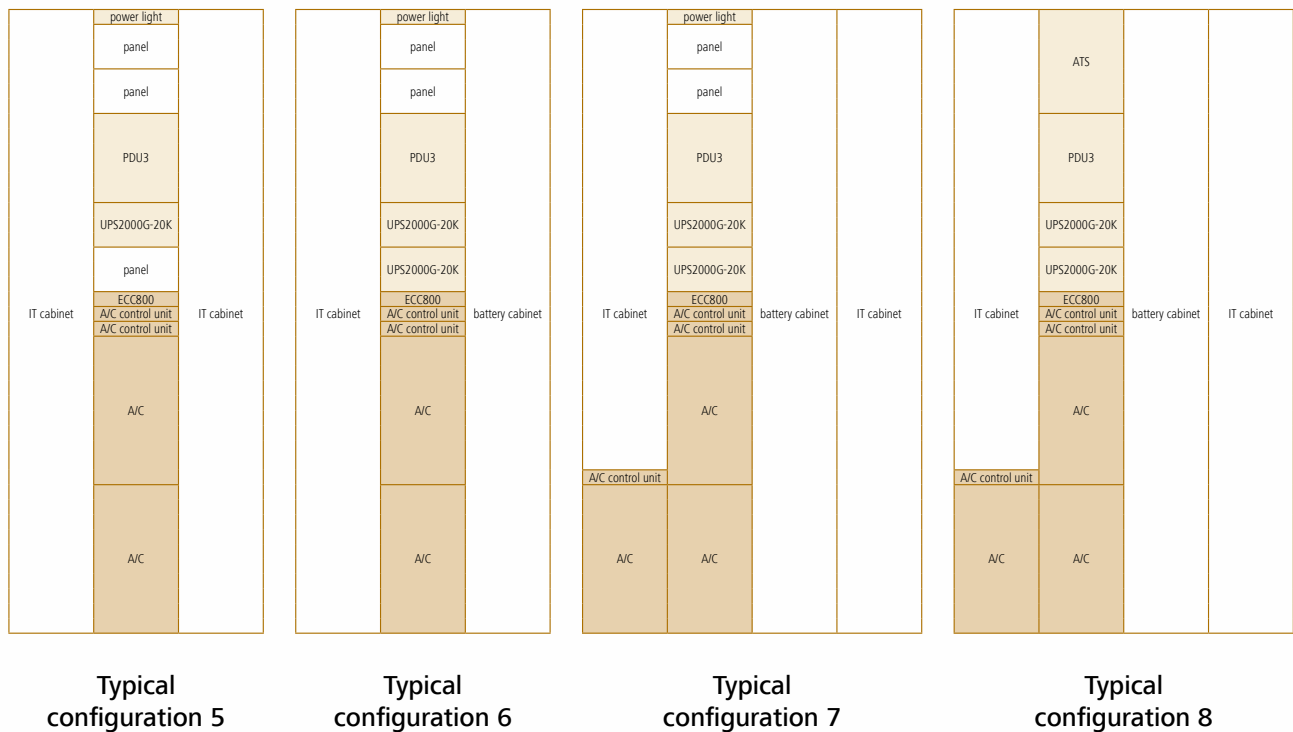 power light
panel
panel
PDU3
UPS2000G-20K
panel
ECC800
IT cabinet
A/C control unit
IT cabinet
A/C control unit
A/C
A/C
Typical
configuration 5
power light
panel
panel
PDU3
UPS2000G-20K
UPS2000G-20K
ECC800
IT cabinet
A/C control unit
battery cabinet
A/C control unit
A/C
A/C
Typical
configuration 6
power light
panel
panel
PDU3
UPS2000G-20K
UPS2000G-20K
ECC800
IT cabinet
A/C control unit
battery cabinet
IT cabinet
A/C control unit
A/C
A/C control unit
A/C
A/C
Typical
configuration 7
ATS
PDU3
UPS2000G-20K
UPS2000G-20K
ECC800
IT cabinet
A/C control unit
battery cabinet
IT cabinet
A/C control unit
A/C
A/C control unit
A/C
A/C
Typical
configuration 8